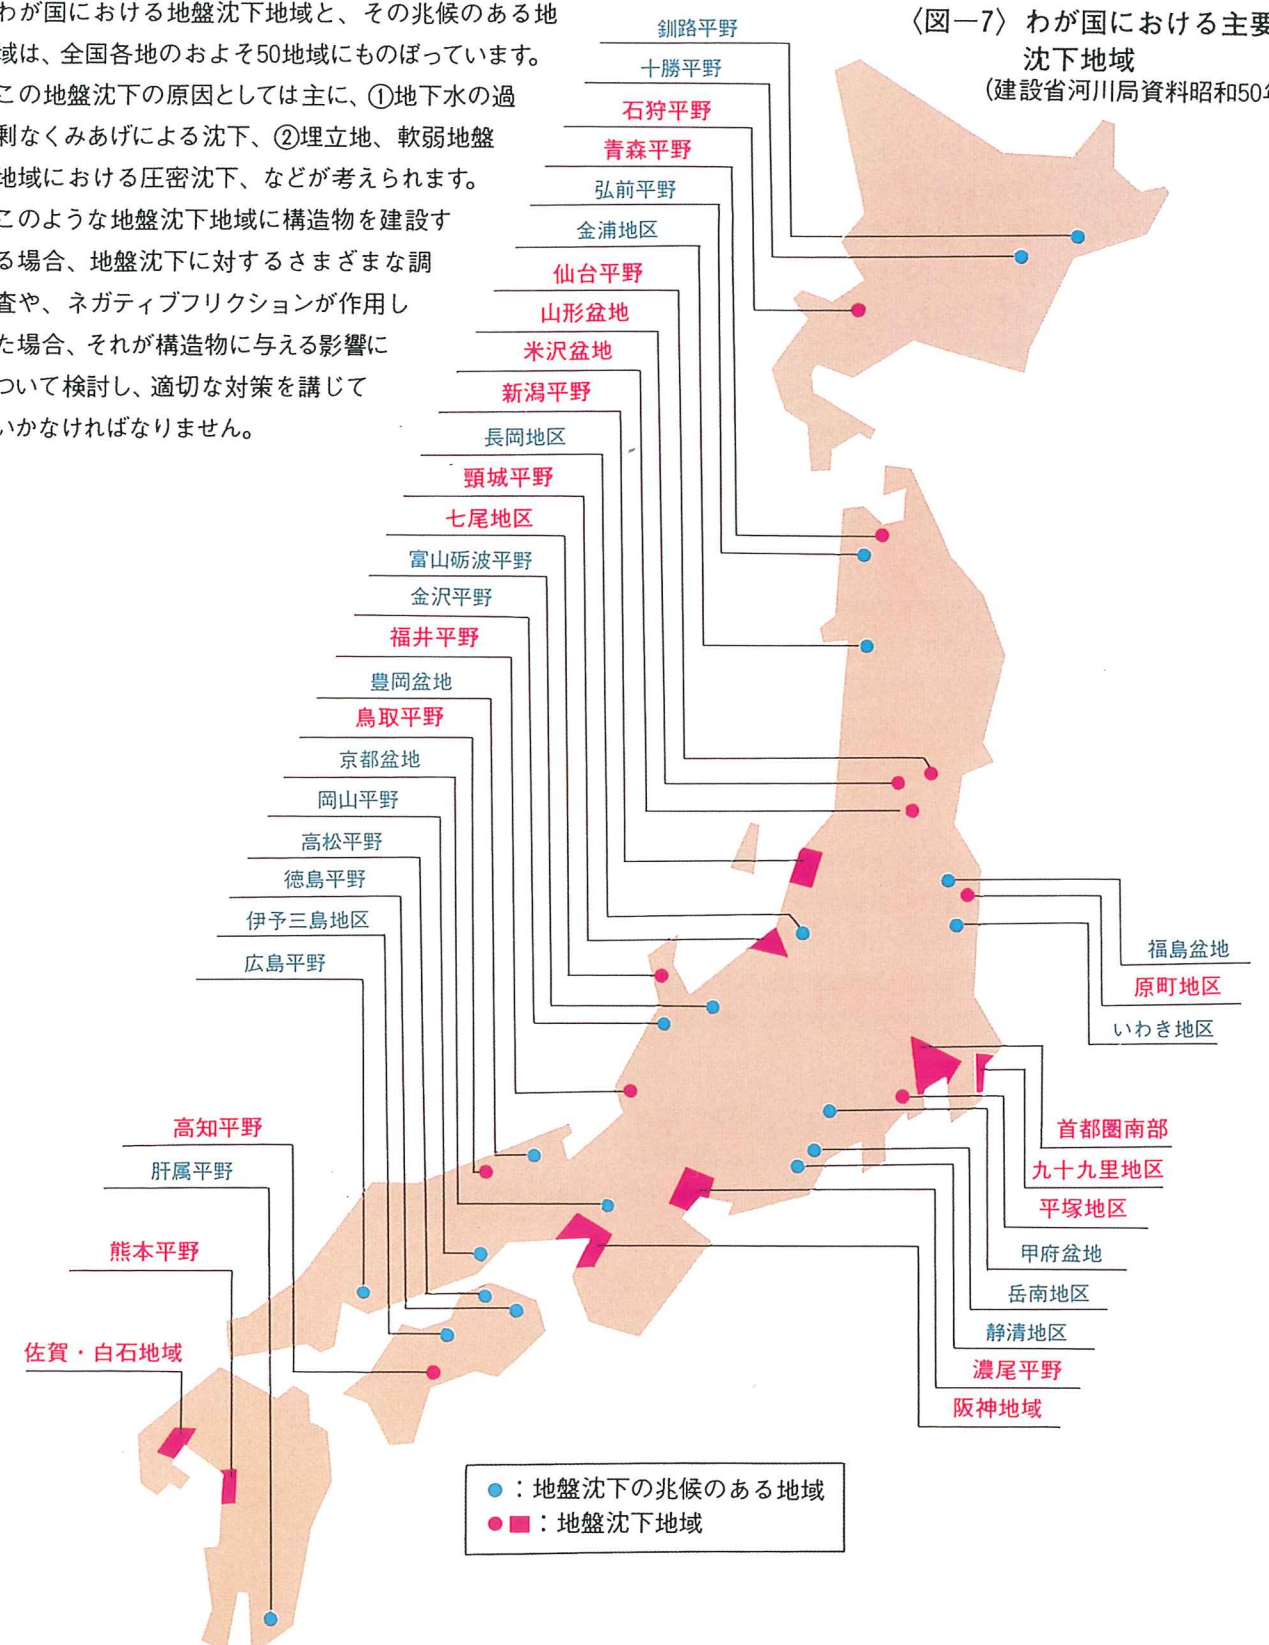 わが国における地盤沈下地域と、その兆候のある地
域は、全国各地のおよそ50地域にものぼっています。
この地盤沈下の原因としては主に、①地下水の過
剰なくみあげによる沈下、②埋立地、軟弱地盤
地域における圧密沈下、などが考えられます。
このような地盤沈下地域に構造物を建設す
る場合、地盤沈下に対するさまざまな調
査や、ネガティブフリクションが作用し
た場合、それが構造物に与える影響に
ついて検討し、適切な対策を講じて
いかなければなりません。
〈図―7〉わが国における主要
沈下地域
(建設省河川局資料昭和50年
釧路平野
十勝平野
石狩平野
青森平野
弘前平野
金浦地区
仙台平野
山形盆地
米沢盆地
新潟平野
長岡地区
頸城平野
七尾地区
富山砺波平野
金沢平野
福井平野
豊岡盆地
鳥取平野
京都盆地
岡山平野
高松平野
徳島平野
伊予三島地区
広島平野
高知平野
肝属平野
熊本平野
佐賀・白石地域
福島盆地
原町地区
いわき地区
首都圏南部
九十九里地区
平塚地区
甲府盆地
岳南地区
静清地区
濃尾平野
阪神地域
●：地盤沈下の兆候のある地域
●■：地盤沈下地域